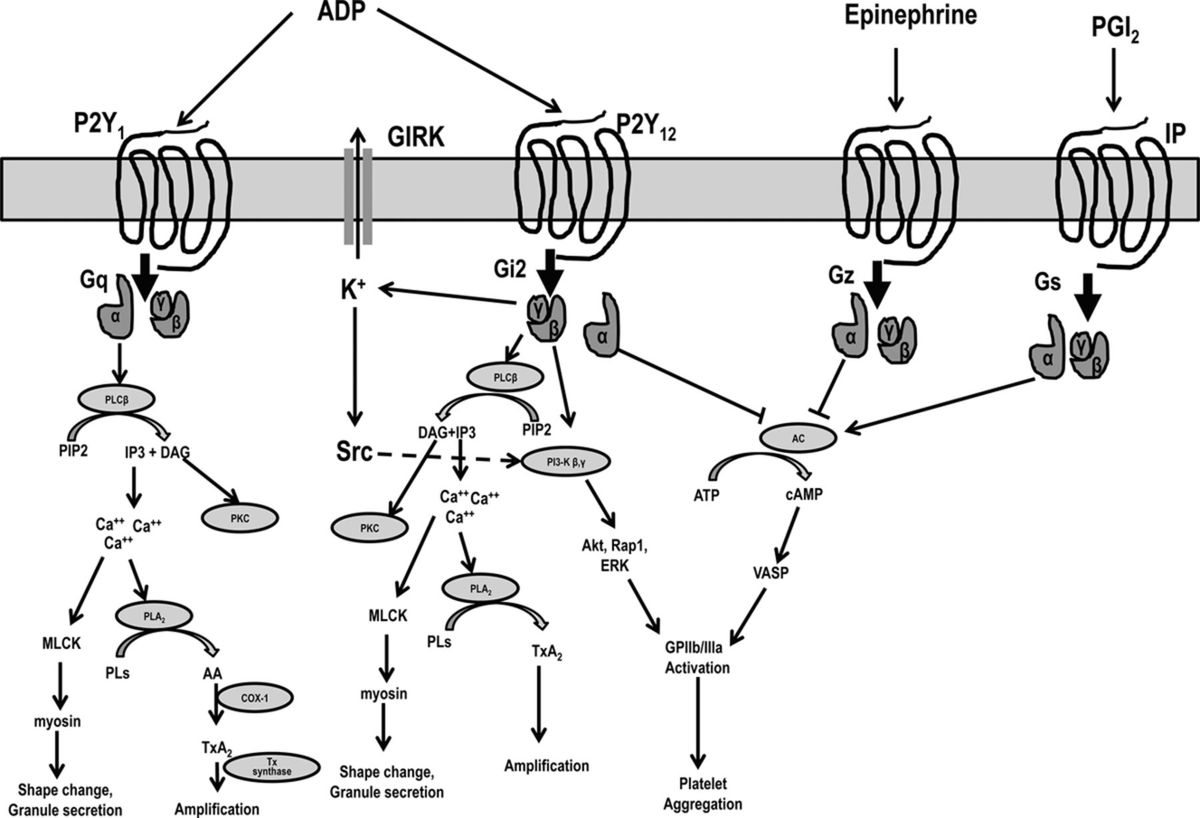 ADP
Epinephrine
PGI₂
P2Y₁
GIRK
P2Y₁₂
IP
Gq
α
γ
β
K⁺
Gi2
γ
β
α
Gz
α
γ
β
Gs
α
γ
β
PLCβ
PIP2
IP3 + DAG
PKC
Ca⁺⁺ Ca⁺⁺
Ca⁺⁺
PLA₂
MLCK
PLs
AA
COX-1
myosin
TxA₂
Tx
synthase
Shape change,
Granule secretion
Amplification
PLCβ
DAG+IP3
PIP2
Src
PI3-K β,γ
PKC
Ca⁺⁺ Ca⁺⁺
Ca⁺⁺
PLA₂
MLCK
PLs
TxA₂
myosin
Shape change,
Granule secretion
Amplification
Akt, Rap1,
ERK
AC
ATP
cAMP
VASP
GPIIb/IIIa
Activation
Platelet
Aggregation